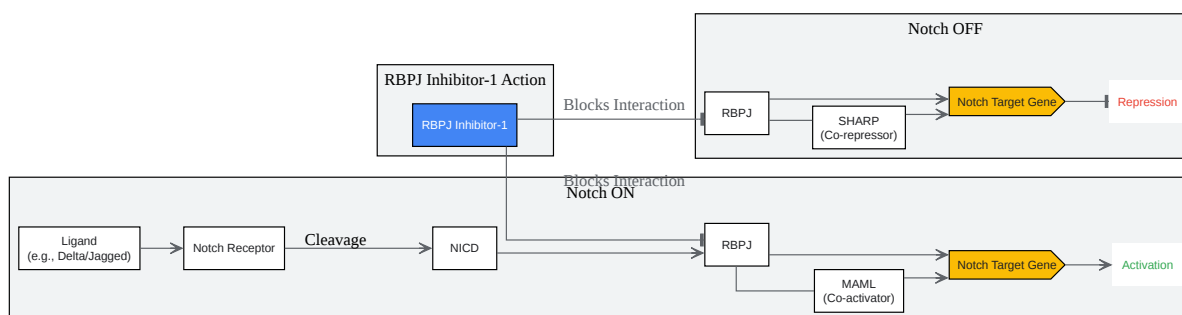 Notch OFF
RBPJ Inhibitor-1 Action
RBPJ Inhibitor-1
Blocks Interaction
RBPJ
SHARP
(Co-repressor)
Notch Target Gene
Repression
Blocks Interaction
Notch ON
Ligand
(e.g., Delta/Jagged)
Notch Receptor
Cleavage
NICD
RBPJ
MAML
(Co-activator)
Notch Target Gene
Activation